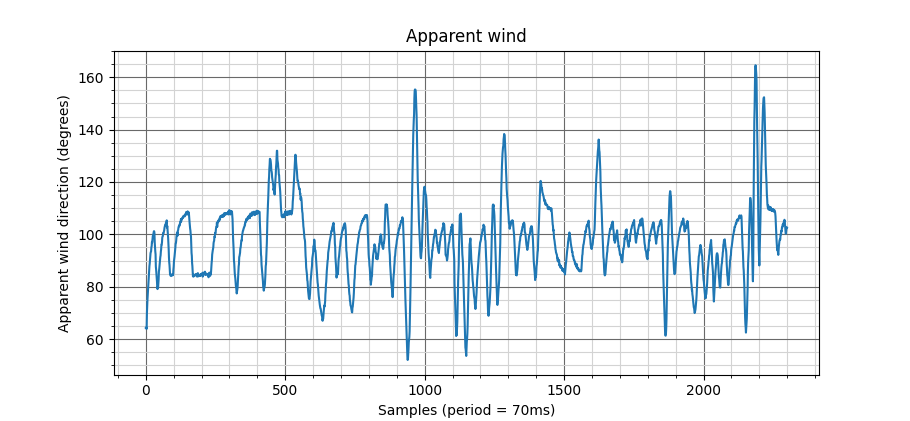 Apparent wind
Apparent wind direction (degrees)
160
140
120
100
80
60
0 500 1000 1500 2000
Samples (period = 70ms)